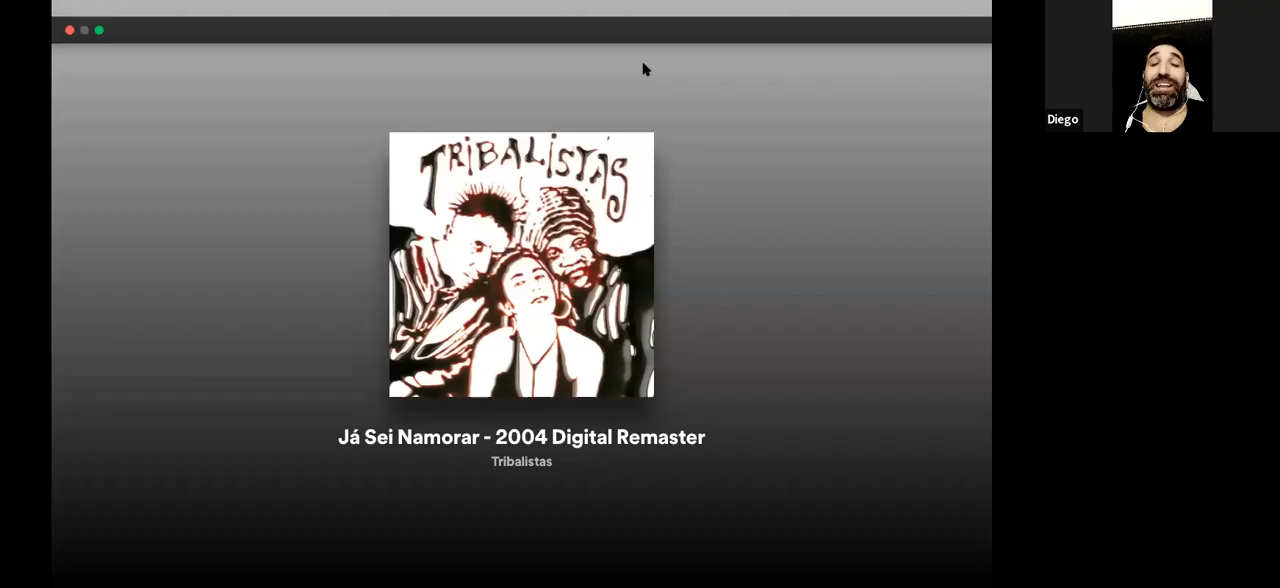 TRIBALISTAS
Já Sei Namorar - 2004 Digital Remaster
Tribalistas
Diego